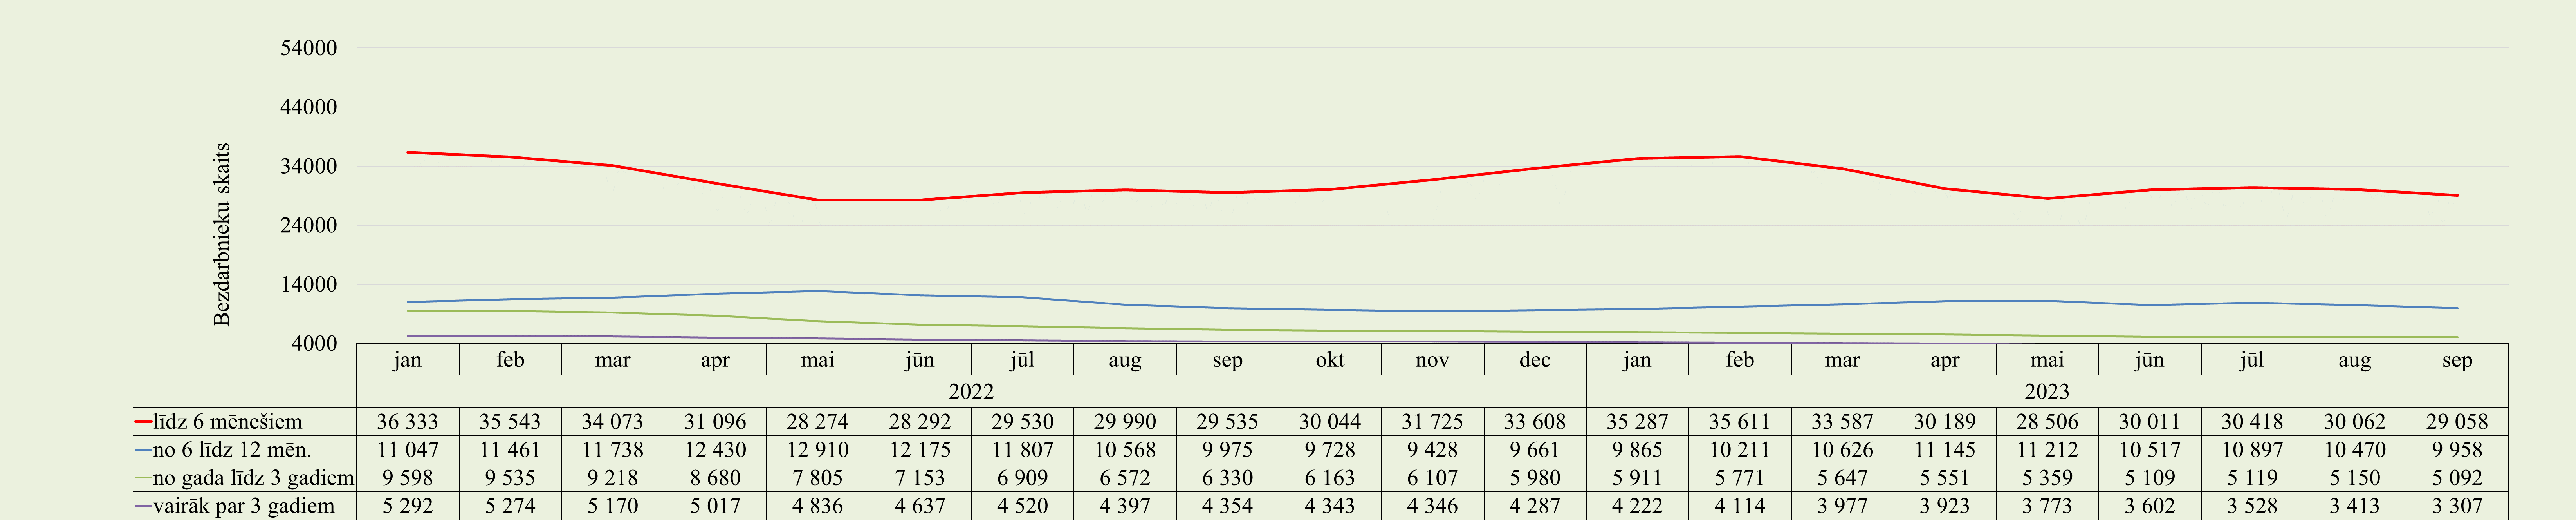 54000
44000
34000
24000
14000
4000
Bezdarbnieku skaits
jan feb mar apr mai jūn jūl aug sep okt nov dec jan feb mar apr mai jūn jūl aug sep
2022 2023
līdz 6 mēnešiem 36 333 35 543 34 073 31 096 28 274 28 292 29 530 29 990 29 535 30 044 31 725 33 608 35 287 35 611 33 587 30 189 28 506 30 011 30 418 30 062 29 058
no 6 līdz 12 mēn. 11 047 11 461 11 738 12 430 12 910 12 175 11 807 10 568 9 975 9 728 9 428 9 661 9 865 10 211 10 626 11 145 11 212 10 517 10 897 10 470 9 958
no gada līdz 3 gadiem 9 598 9 535 9 218 8 680 7 805 7 153 6 909 6 572 6 330 6 163 6 107 5 980 5 911 5 771 5 647 5 551 5 359 5 109 5 119 5 150 5 092
vairāk par 3 gadiem 5 292 5 274 5 170 5 017 4 836 4 637 4 520 4 397 4 354 4 343 4 346 4 287 4 222 4 114 3 977 3 923 3 773 3 602 3 528 3 413 3 307